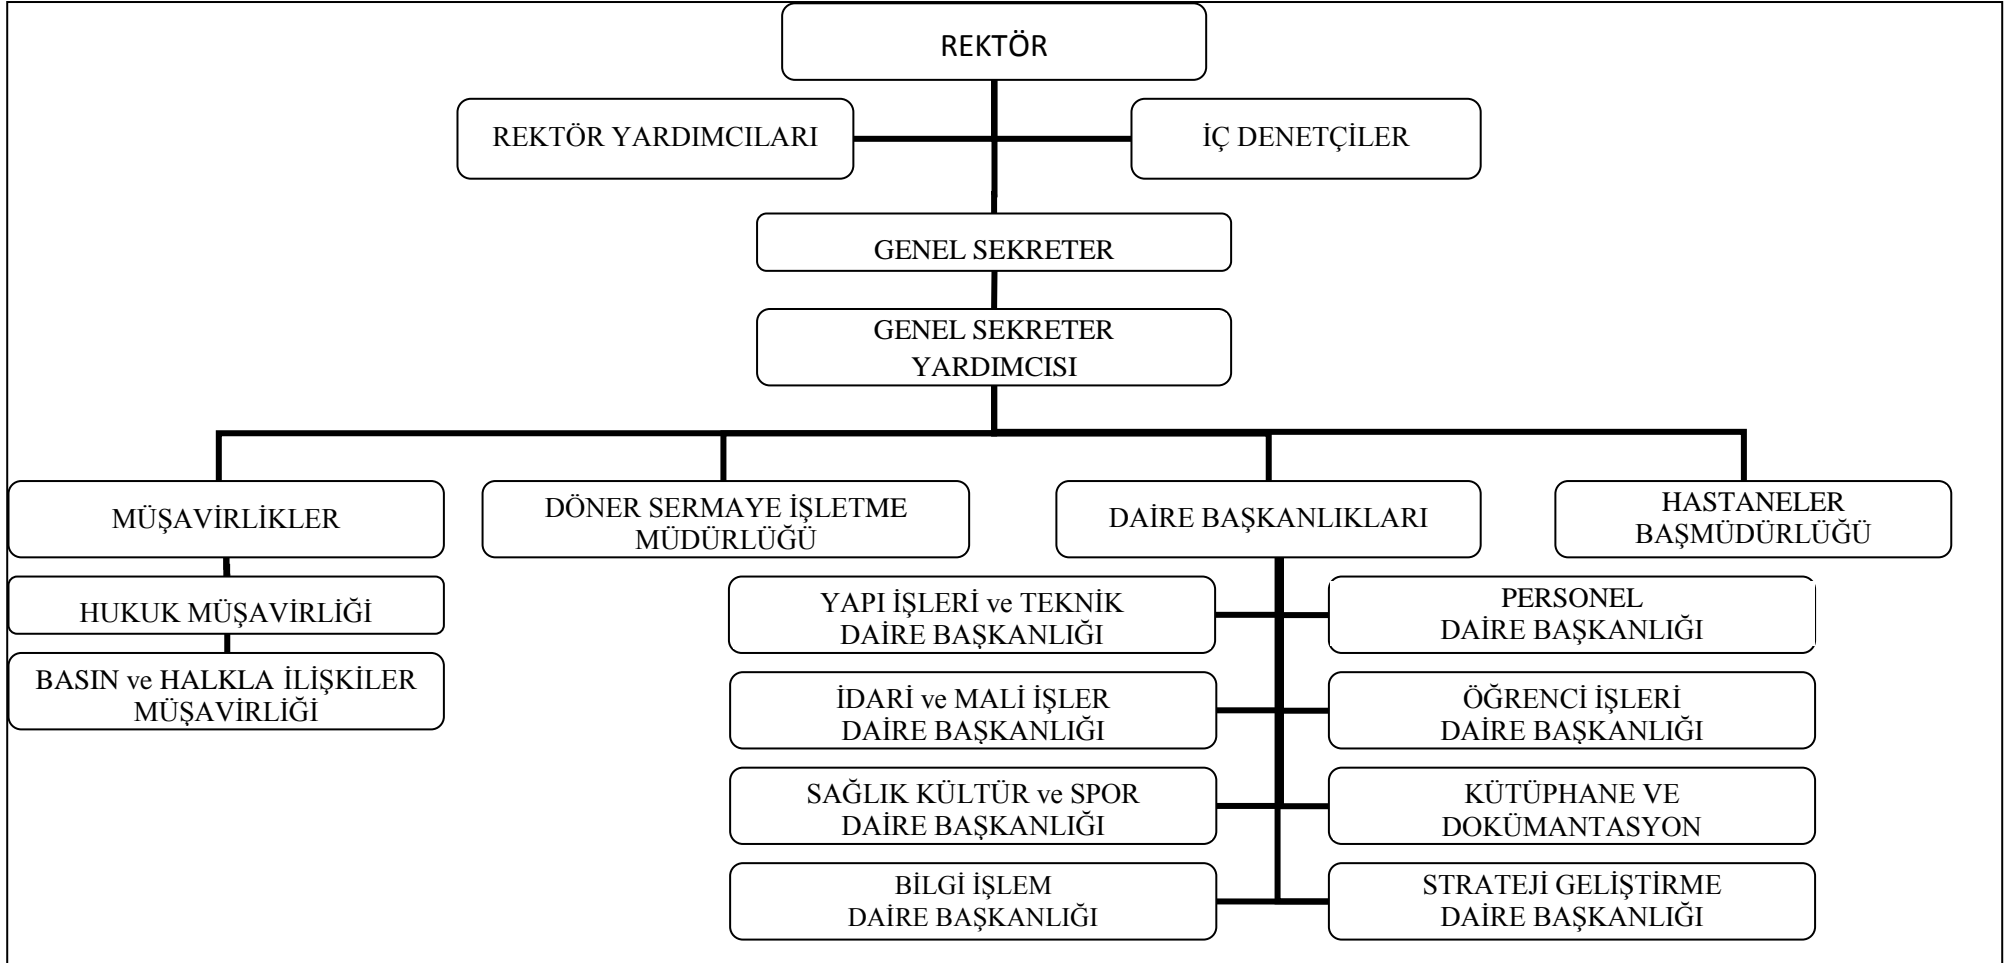 REKTÖR
REKTÖR YARDIMCILARI
İÇ DENETÇİLER
GENEL SEKRETER
GENEL SEKRETER
YARDIMCISI
MÜŞAVİRLİKLER
DÖNER SERMAYE İŞLETME
MÜDÜRLÜĞÜ
DAİRE BAŞKANLIKLARI
HASTANELER
BAŞMÜDÜRLÜĞÜ
HUKUK MÜŞAVİRLİĞİ
BASIN ve HALKLA İLİŞKİLER
MÜŞAVİRLİĞİ
YAPI İŞLERİ ve TEKNİK
DAİRE BAŞKANLIĞI
PERSONEL
DAİRE BAŞKANLIĞI
İDARİ ve MALİ İŞLER
DAİRE BAŞKANLIĞI
ÖĞRENCİ İŞLERİ
DAİRE BAŞKANLIĞI
SAĞLIK KÜLTÜR ve SPOR
DAİRE BAŞKANLIĞI
KÜTÜPHANE VE
DOKÜMANTASYON
BİLGİ İŞLEM
DAİRE BAŞKANLIĞI
STRATEJİ GELİŞTİRME
DAİRE BAŞKANLIĞI